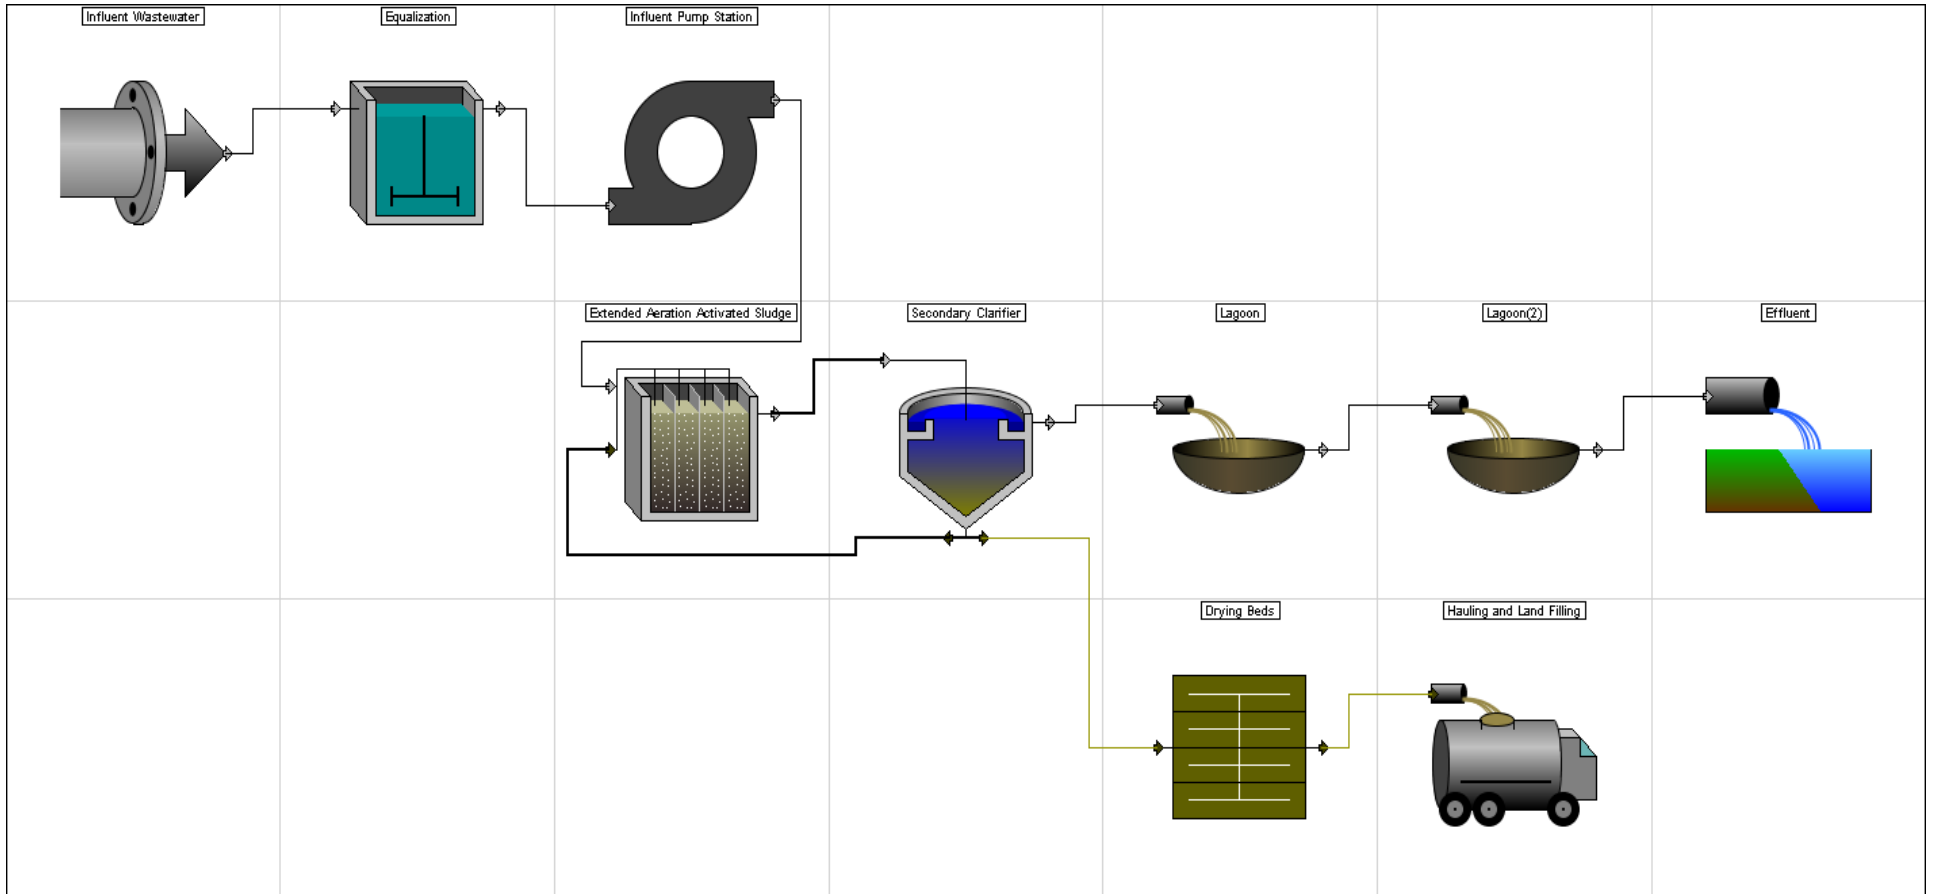 Influent Wastewater
Equalization
Influent Pump Station
Extended Aeration Activated Sludge
Secondary Clarifier
Lagoon
Lagoon(2)
Effluent
Drying Beds
Hauling and Land Filling